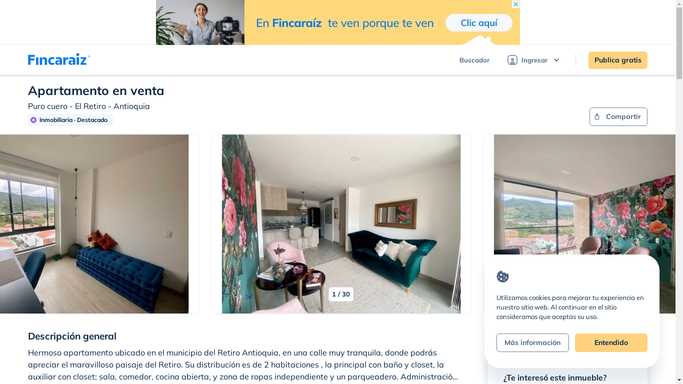 En Fincaraíz te ven porque te ven
Clic aquí
Fincaraiz
Buscador
Ingresar
Publica gratis
Apartamento en venta
Puro cuero - El Retiro - Antioquia
Inmobiliaria · Destacado
Compartir
1 / 30
Utilizamos cookies para mejorar tu experiencia en
nuestro sitio web. Al continuar en el sitio
consideramos que aceptas su uso.
Más información
Entendido
Descripción general
Hermoso apartamento ubicado en el municipio del Retiro Antioquia, en una calle muy tranquila, donde podrás
apreciar el maravilloso paisaje del Retiro. Su distribución es de 2 habitaciones , la principal con baño y closet, la
auxiliar con closet; sala, comedor, cocina abierta, y zona de ropas independiente y un parqueadero. Administració...
¿Te interesó este inmueble?